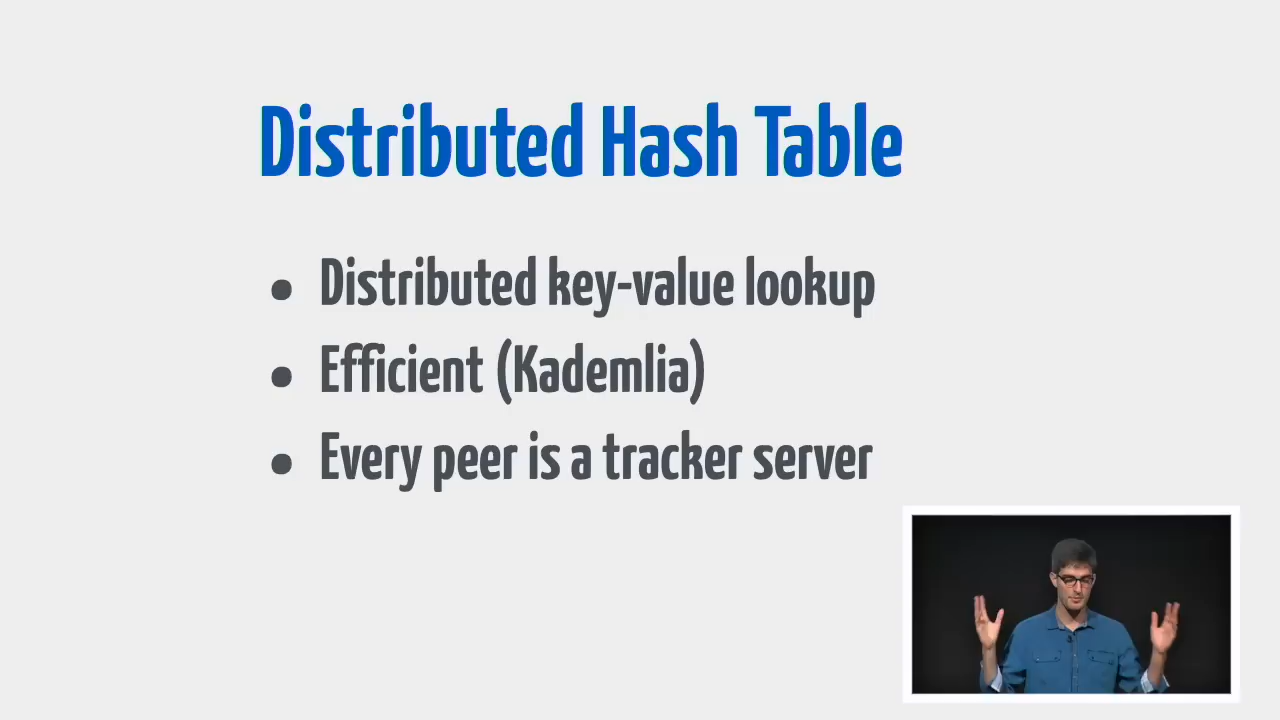 Distributed Hash Table
• Distributed key-value lookup
• Efficient (Kademlia)
• Every peer is a tracker server